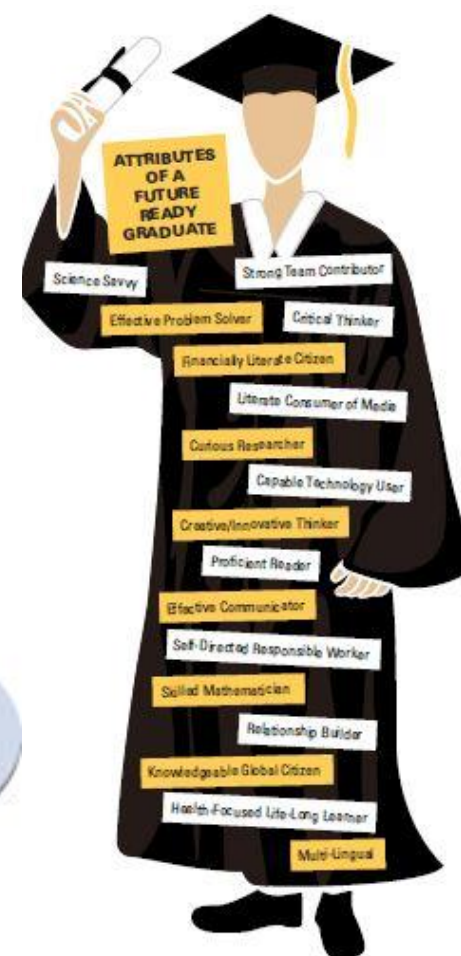 ATTRIBUTES
OF A
FUTURE
READY
GRADUATE
Science Savvy
Strong Team Contributor
Effective Problem Solver
Critical Thinker
Financially Literate Citizen
Literate Consumer of Media
Curious Researcher
Capable Technology User
Creative/Innovative Thinker
Proficient Reader
Effective Communicator
Self-Directed Responsible Worker
Skilled Mathematician
Relationship Builder
Knowledgeable Global Citizen
Health-Focused Life-Long Learner
Multi-Lingual